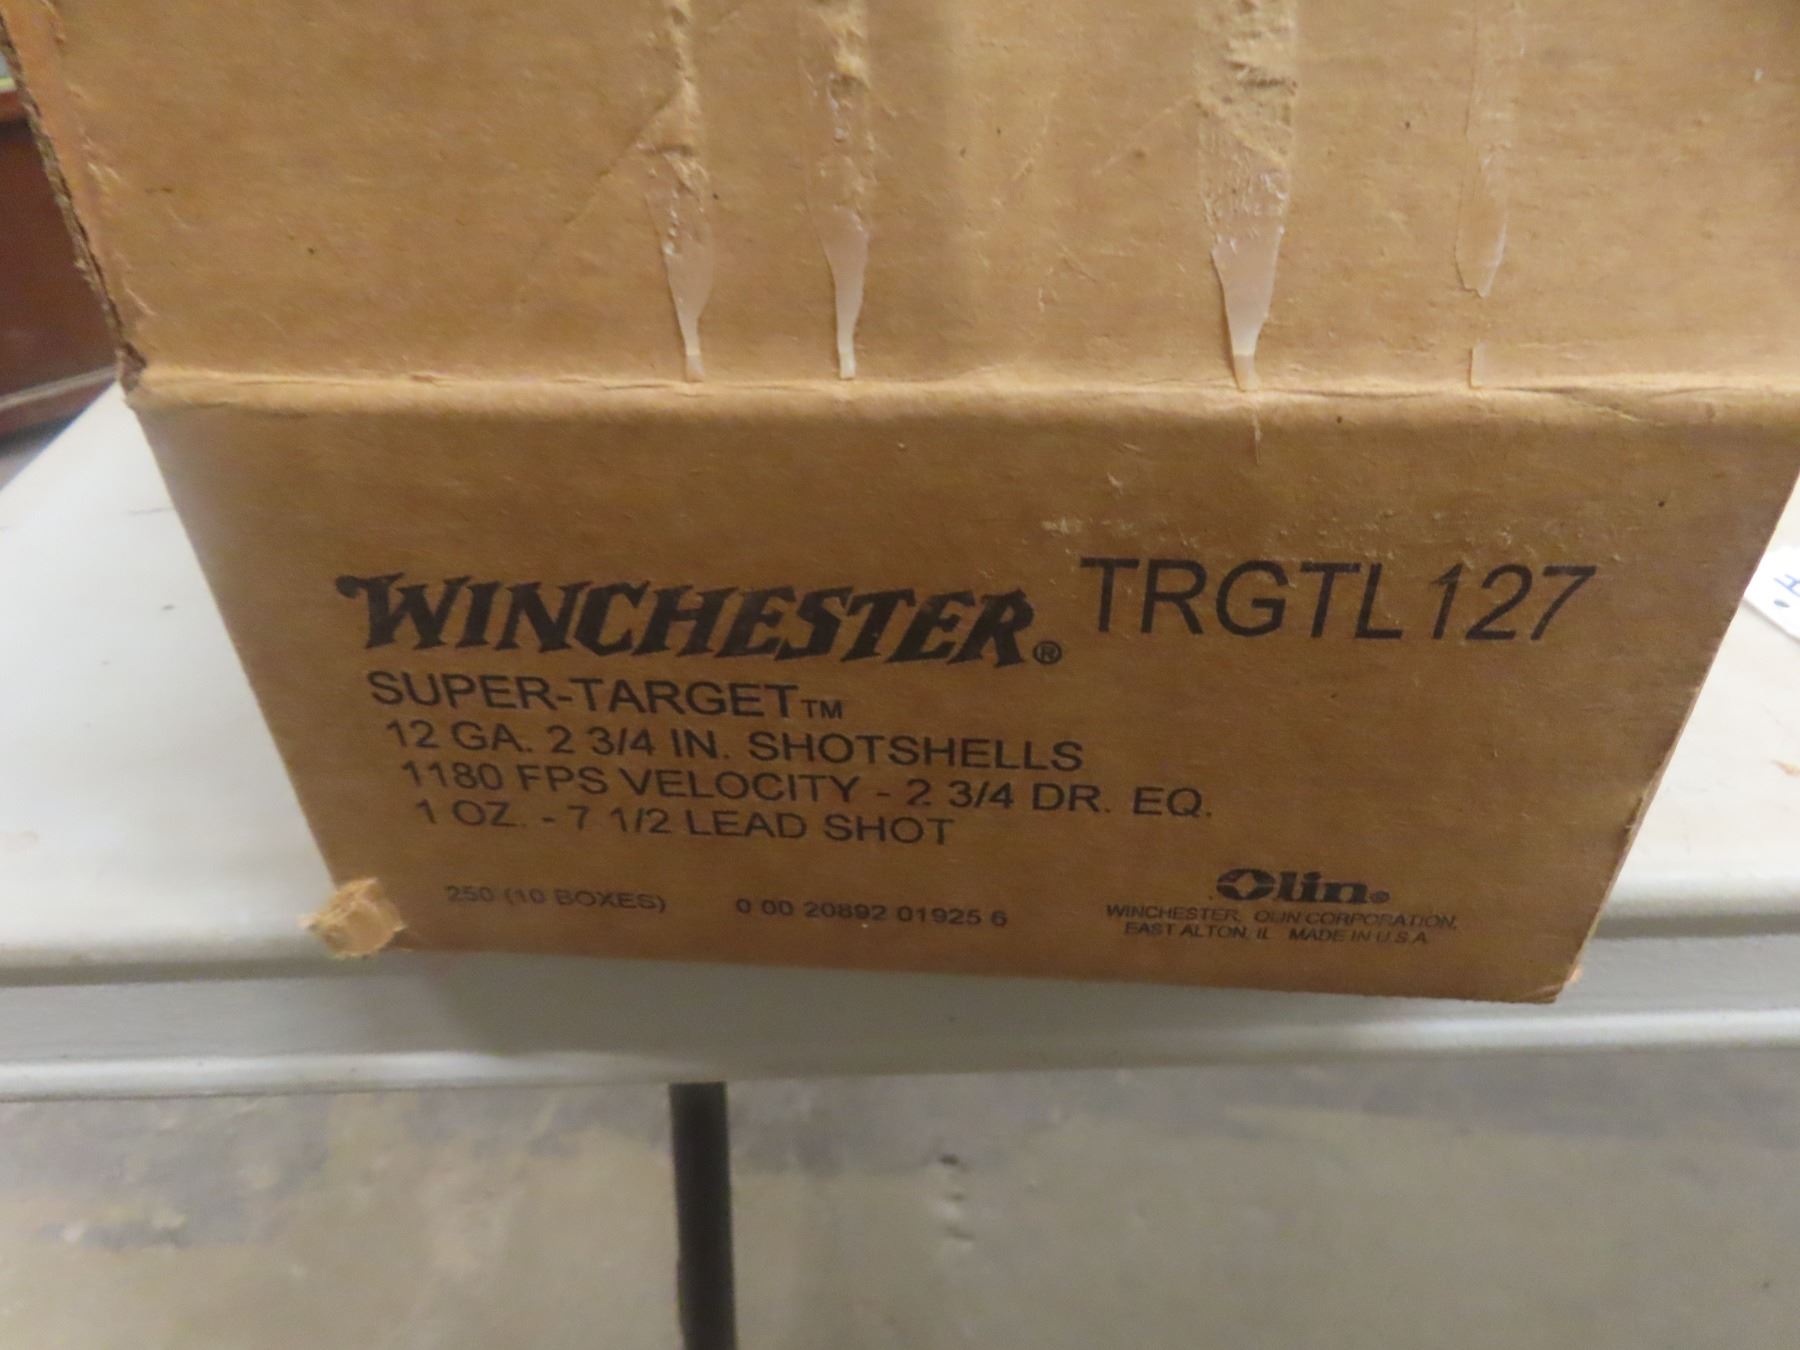 WINCHESTER® TRGTL127
SUPER-TARGET™
12 GA. 2 3/4 IN. SHOTSHELLS
1180 FPS VELOCITY - 2 3/4 DR. EQ.
1 OZ. - 7 1/2 LEAD SHOT
250 (10 BOXES) 0 00 20892 01925 6
Olin®
WINCHESTER, OLIN CORPORATION,
EAST ALTON, IL MADE IN U.S.A.